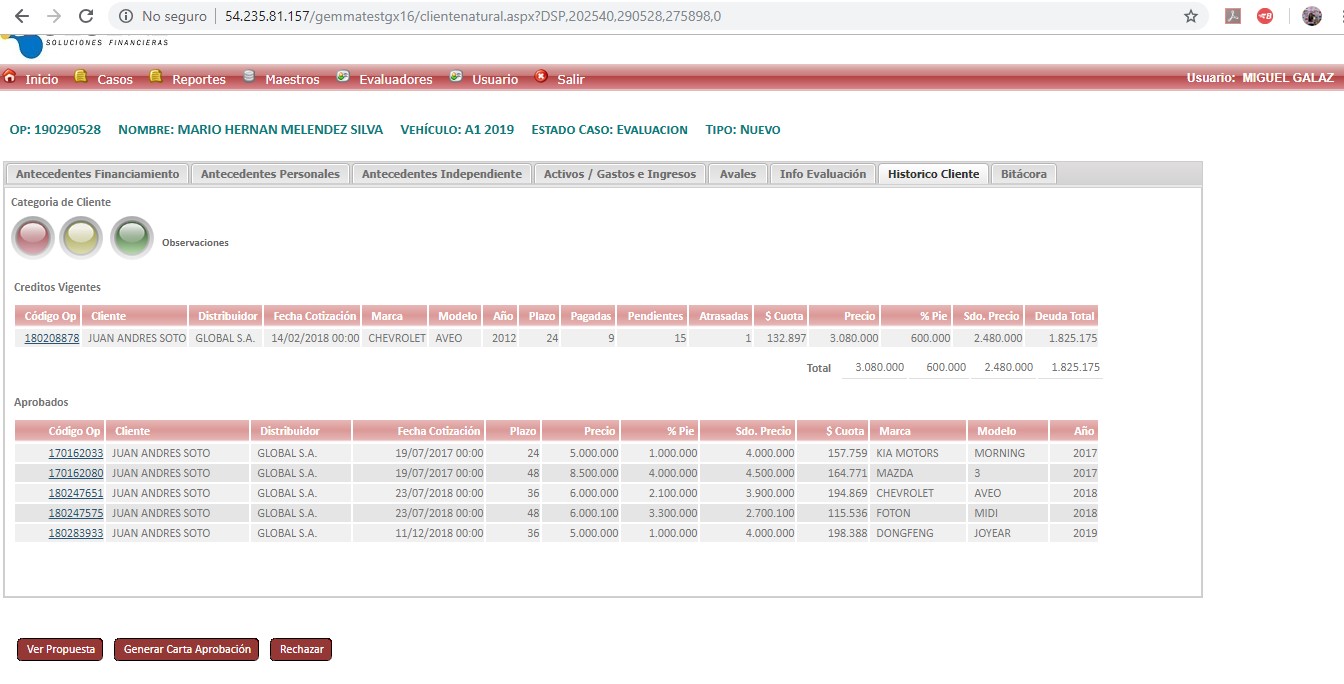 No seguro 54.235.81.157/gemmatestgx16/clientenatural.aspx?DSP,202540,290528,275898,0
SOLUCIONES FINANCIERAS
Inicio Casos Reportes Maestros Evaluadores Usuario Salir Usuario: MIGUEL GALAZ
OP: 190290528 NOMBRE: MARIO HERNAN MELENDEZ SILVA VEHÍCULO: A1 2019 ESTADO CASO: EVALUACION TIPO: NUEVO
Antecedentes Financiamiento Antecedentes Personales Antecedentes Independiente Activos / Gastos e Ingresos Avales Info Evaluación Historico Cliente Bitácora
Categoria de Cliente
Observaciones
Creditos Vigentes
Código Op Cliente Distribuidor Fecha Cotización Marca Modelo Año Plazo Pagadas Pendientes Atrasadas $ Cuota Precio % Pie Sdo. Precio Deuda Total
180208878 JUAN ANDRES SOTO GLOBAL S.A. 14/02/2018 00:00 CHEVROLET AVEO 2012 24 9 15 1 132.897 3.080.000 600.000 2.480.000 1.825.175
Total 3.080.000 600.000 2.480.000 1.825.175
Aprobados
Código Op Cliente Distribuidor Fecha Cotización Plazo Precio % Pie Sdo. Precio $ Cuota Marca Modelo Año
170162033 JUAN ANDRES SOTO GLOBAL S.A. 19/07/2017 00:00 24 5.000.000 1.000.000 4.000.000 157.759 KIA MOTORS MORNING 2017
170162080 JUAN ANDRES SOTO GLOBAL S.A. 19/07/2017 00:00 48 8.500.000 4.000.000 4.500.000 164.771 MAZDA 3 2017
180247651 JUAN ANDRES SOTO GLOBAL S.A. 23/07/2018 00:00 36 6.000.000 2.100.000 3.900.000 194.869 CHEVROLET AVEO 2018
180247575 JUAN ANDRES SOTO GLOBAL S.A. 23/07/2018 00:00 48 6.000.100 3.300.000 2.700.100 115.536 FOTON MIDI 2018
180283933 JUAN ANDRES SOTO GLOBAL S.A. 11/12/2018 00:00 36 5.000.000 1.000.000 4.000.000 198.388 DONGFENG JOYEAR 2019
Ver Propuesta Generar Carta Aprobación Rechazar